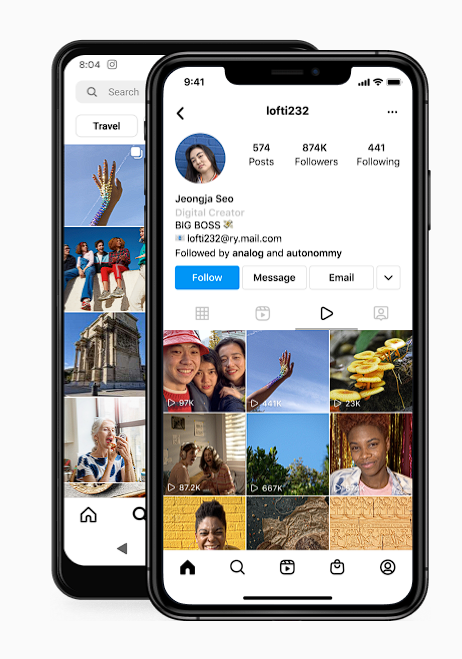 8:04
Search
Travel
9:41
lofti232
...
574 874K 441
Posts Followers Following
Jeongja Seo
Digital Creator
BIG BOSS
lofti232@ry.mail.com
Followed by analog and autonommy
Follow Message Email
97K 441K 23K
87.2K 667K